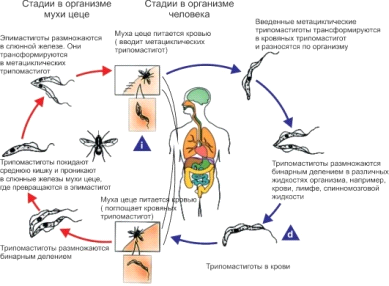 Стадии в организме
мухи цеце
Стадии в организме
человека
Эпимастиготы размножаются
в слюнной железе. Они
трансформируются
в метациклических
трипомастигот
Муха цеце питается кровью
( вводит метациклических
трипомастигот)
Введенные метациклические
трипомастиготы трансформируются
в кровяных трипомастигот
и разносятся по организму
i
Трипомастиготы покидают
среднюю кишку и проникают
в слюнные железы мухи цеце,
где превращаются в эпимастигот
Муха цеце питается кровью
( поглощает кровяных
трипомастигот)
Трипомастиготы размножаются
бинарным делением в различных
жидкостях организма, например,
крови, лимфе, спинномозговой
жидкости
d
Трипомастиготы размножаются
бинарным делением
Трипомастиготы в крови